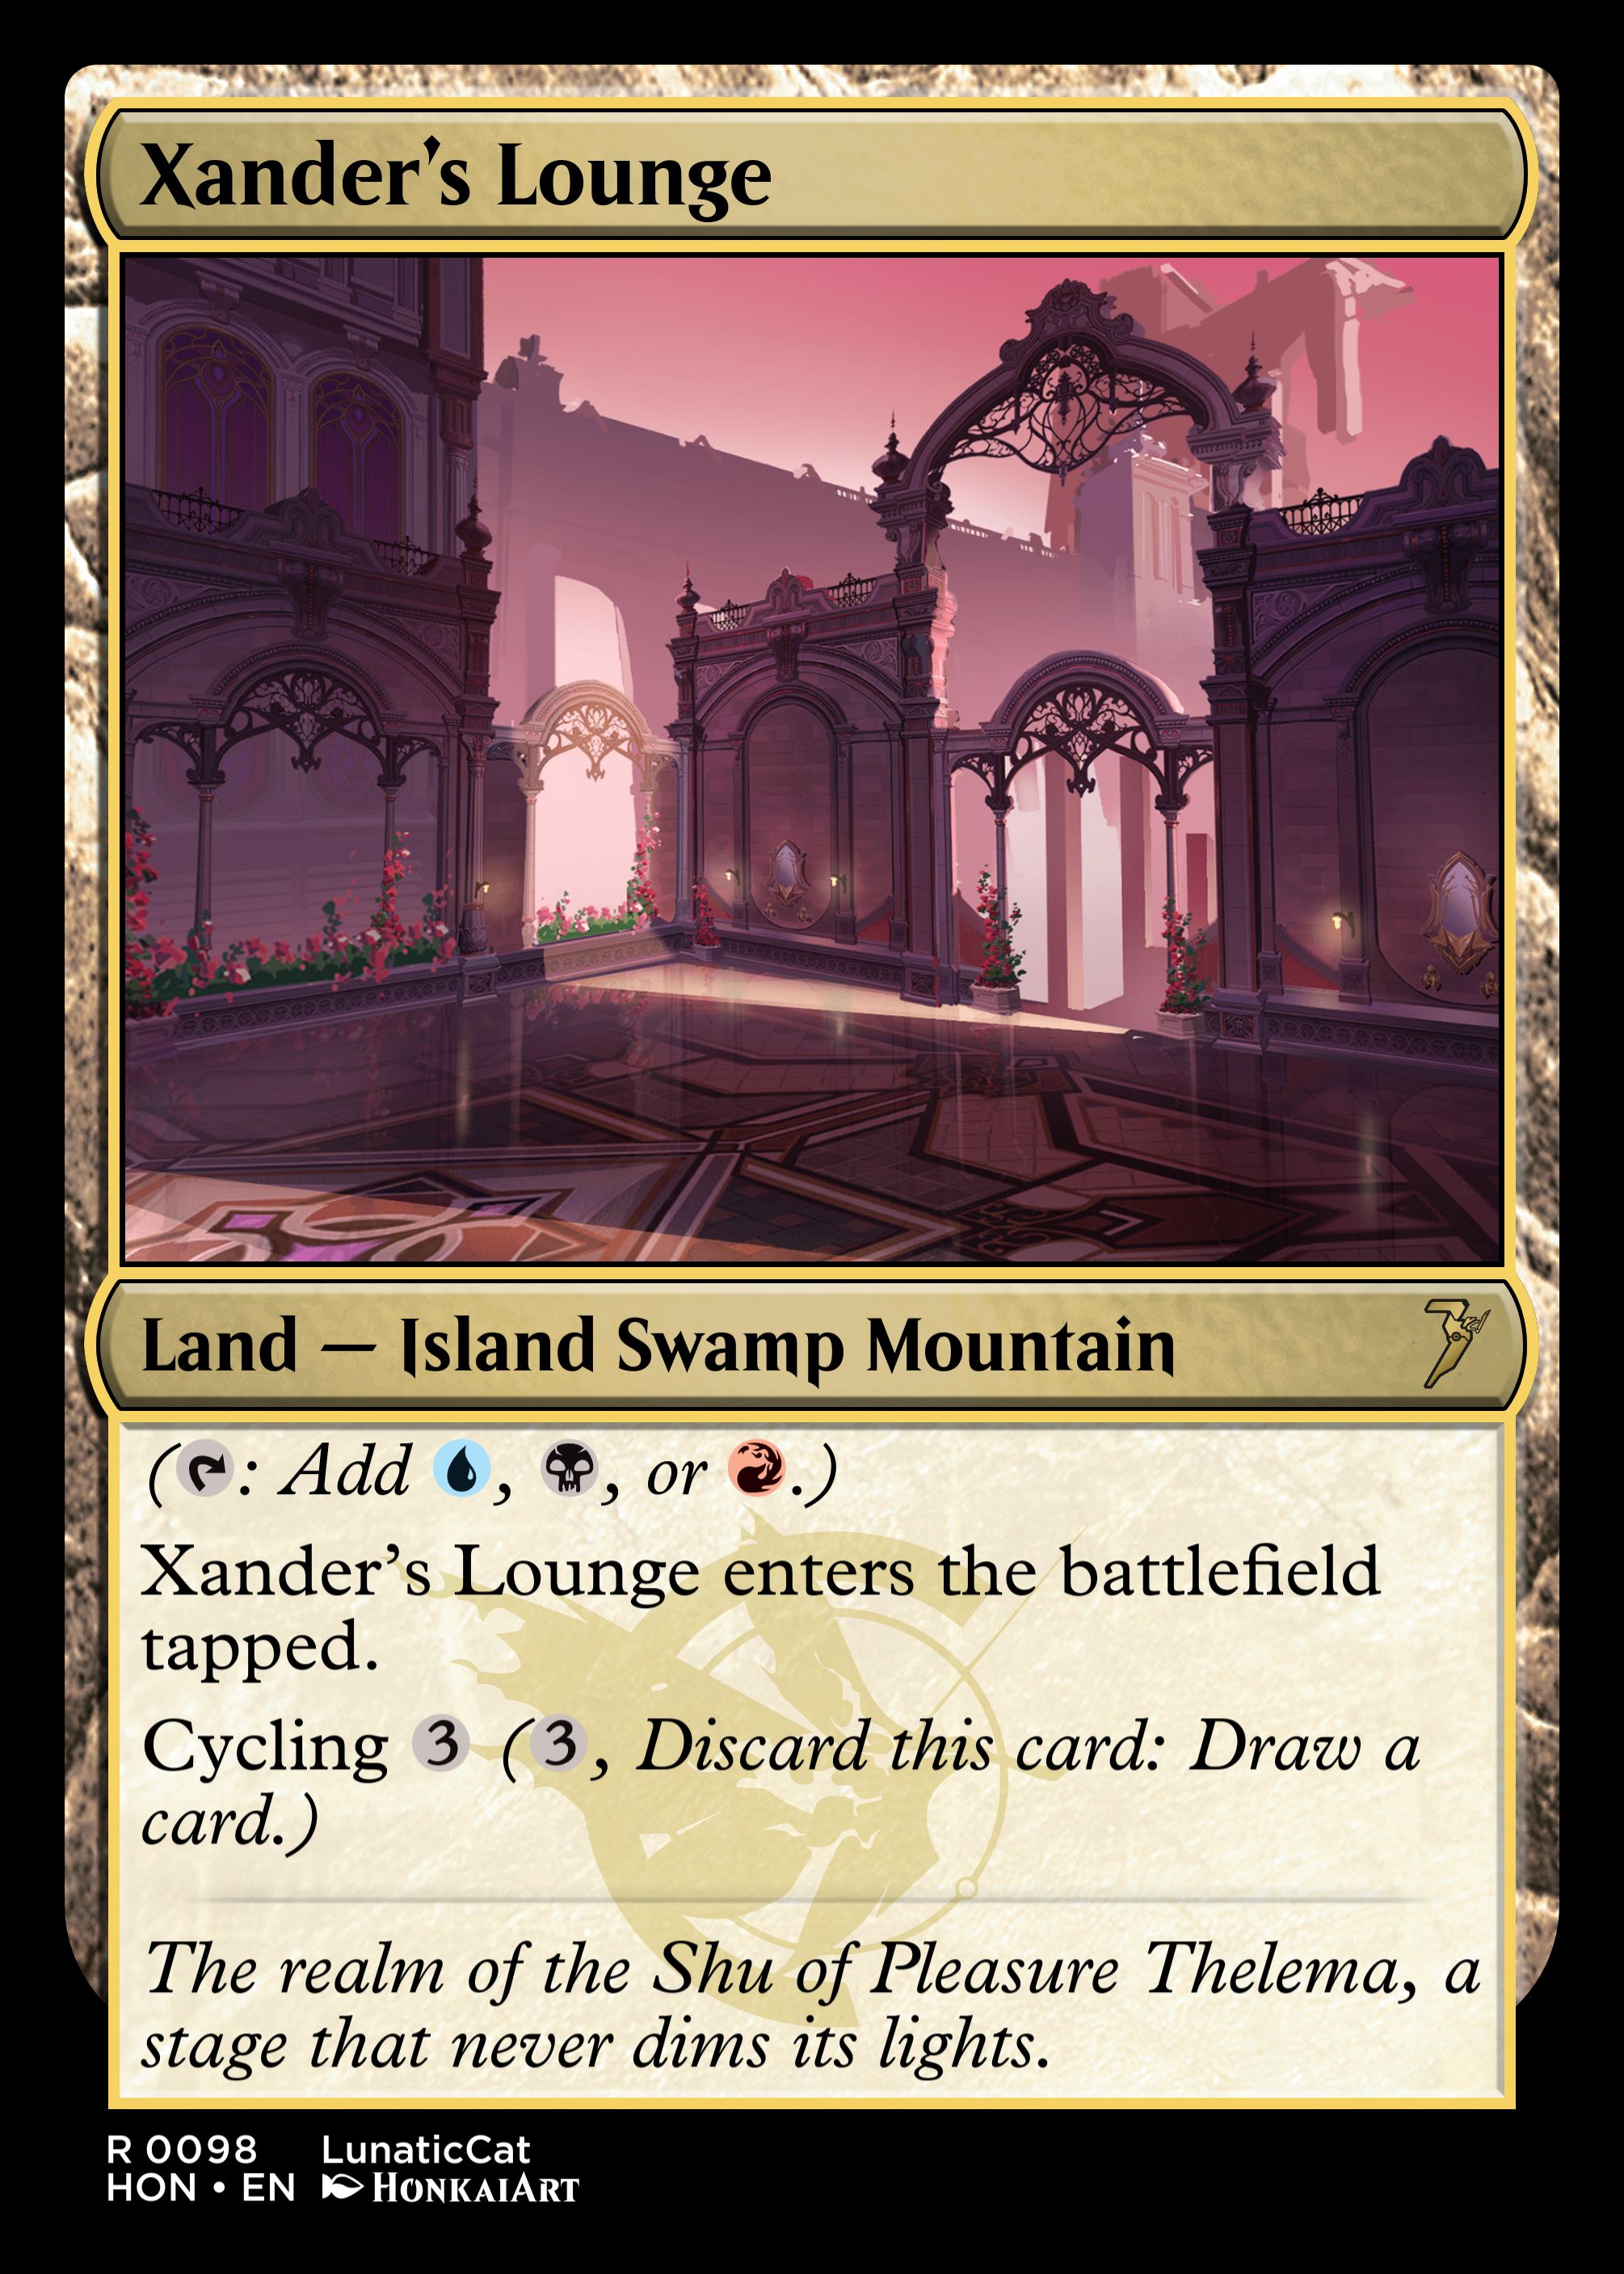 Xander's Lounge
Land — Island Swamp Mountain
(: Add , , or .)
Xander's Lounge enters the battlefield
tapped.
Cycling 3 (3, Discard this card: Draw a
card.)
The realm of the Shu of Pleasure Thelema, a
stage that never dims its lights.
R 0098 LunaticCat
HON • EN HONKAIART